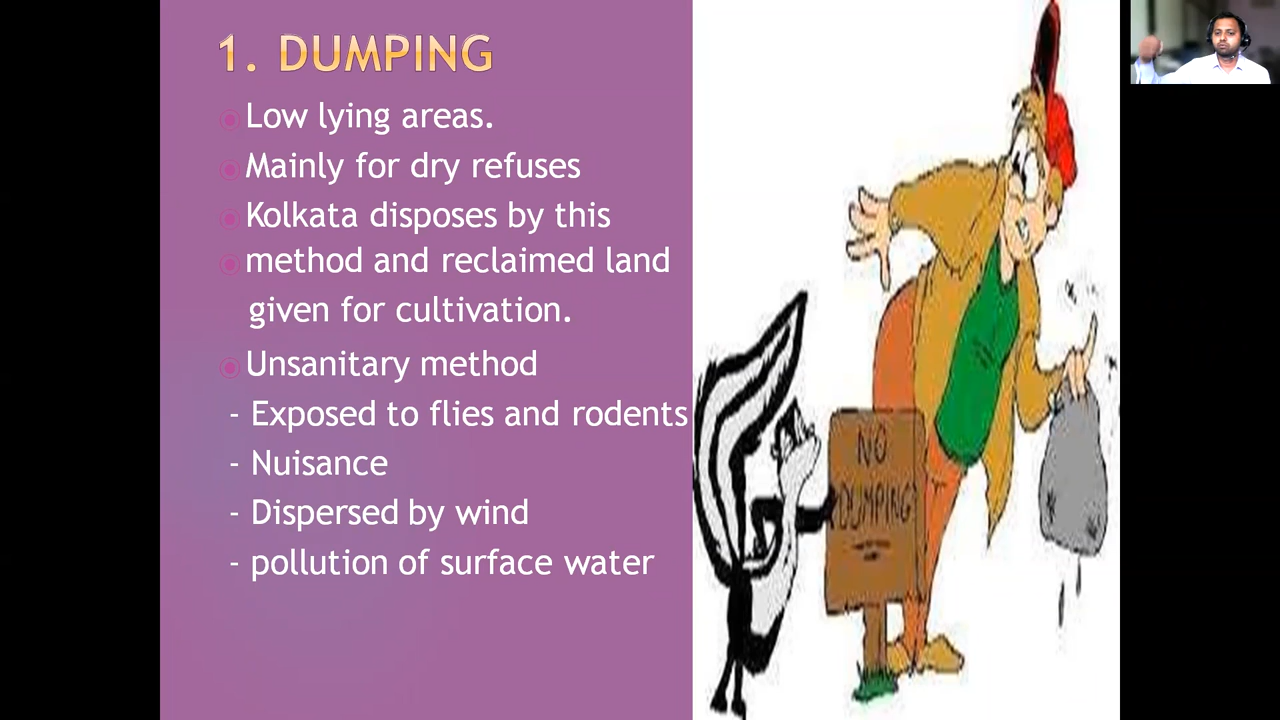 1. DUMPING
Low lying areas.
Mainly for dry refuses
Kolkata disposes by this
method and reclaimed land
given for cultivation.
Unsanitary method
- Exposed to flies and rodents
- Nuisance
- Dispersed by wind
- pollution of surface water
NO
DUMPING